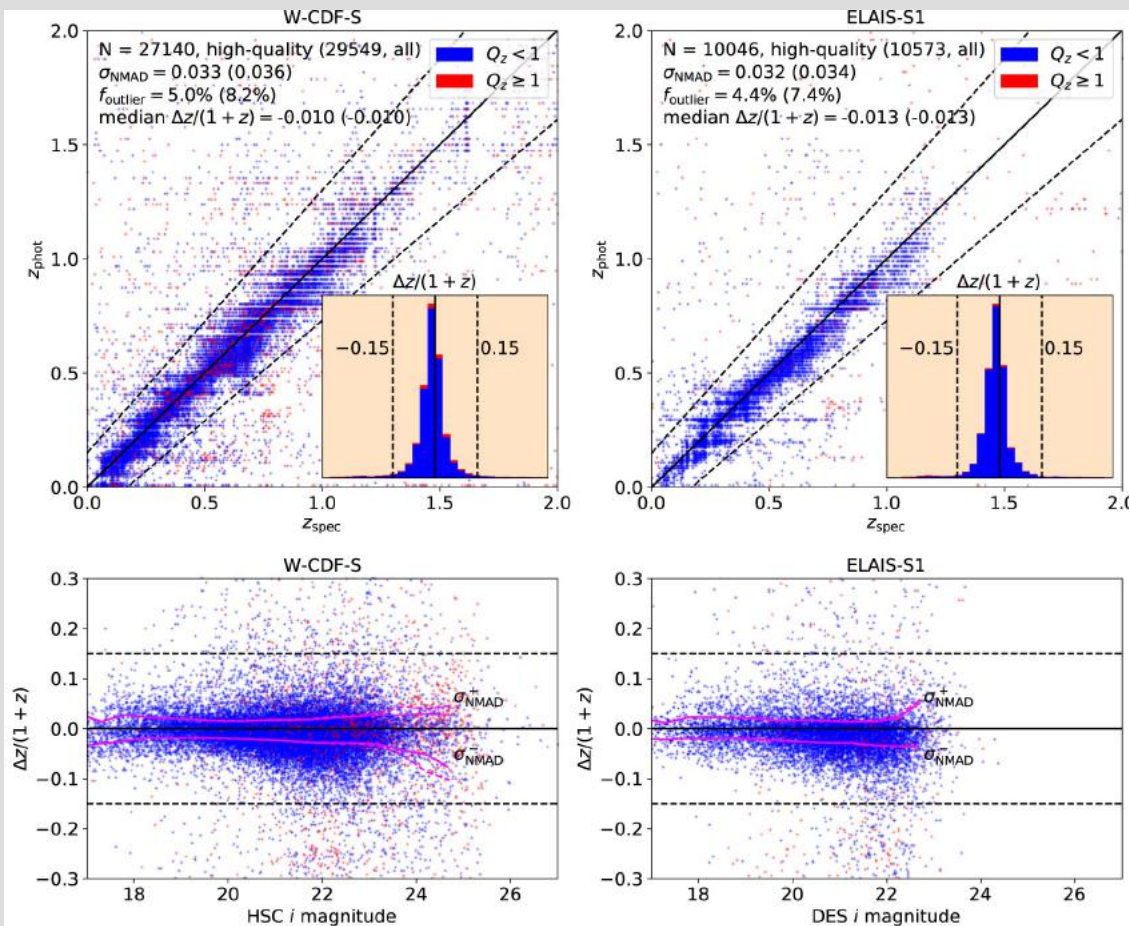 W-CDF-S
N = 27140, high-quality (29549, all)
σNMAD = 0.033 (0.036)
foutlier = 5.0% (8.2%)
median Δz/(1 + z) = -0.010 (-0.010)
Qz < 1
Qz ≥ 1
2.0
1.5
1.0
0.5
0.0
zphot
Δz/(1 + z)
−0.15
0.15
0.0
0.5
1.0
1.5
2.0
zspec
ELAIS-S1
N = 10046, high-quality (10573, all)
σNMAD = 0.032 (0.034)
foutlier = 4.4% (7.4%)
median Δz/(1 + z) = -0.013 (-0.013)
Qz < 1
Qz ≥ 1
2.0
1.5
1.0
0.5
0.0
zphot
Δz/(1 + z)
−0.15
0.15
0.0
0.5
1.0
1.5
2.0
zspec
W-CDF-S
0.3
0.2
0.1
0.0
−0.1
−0.2
−0.3
Δz/(1 + z)
σ+NMAD
σ−NMAD
18
20
22
24
26
HSC i magnitude
ELAIS-S1
0.3
0.2
0.1
0.0
−0.1
−0.2
−0.3
Δz/(1 + z)
σ+NMAD
σ−NMAD
18
20
22
24
26
DES i magnitude